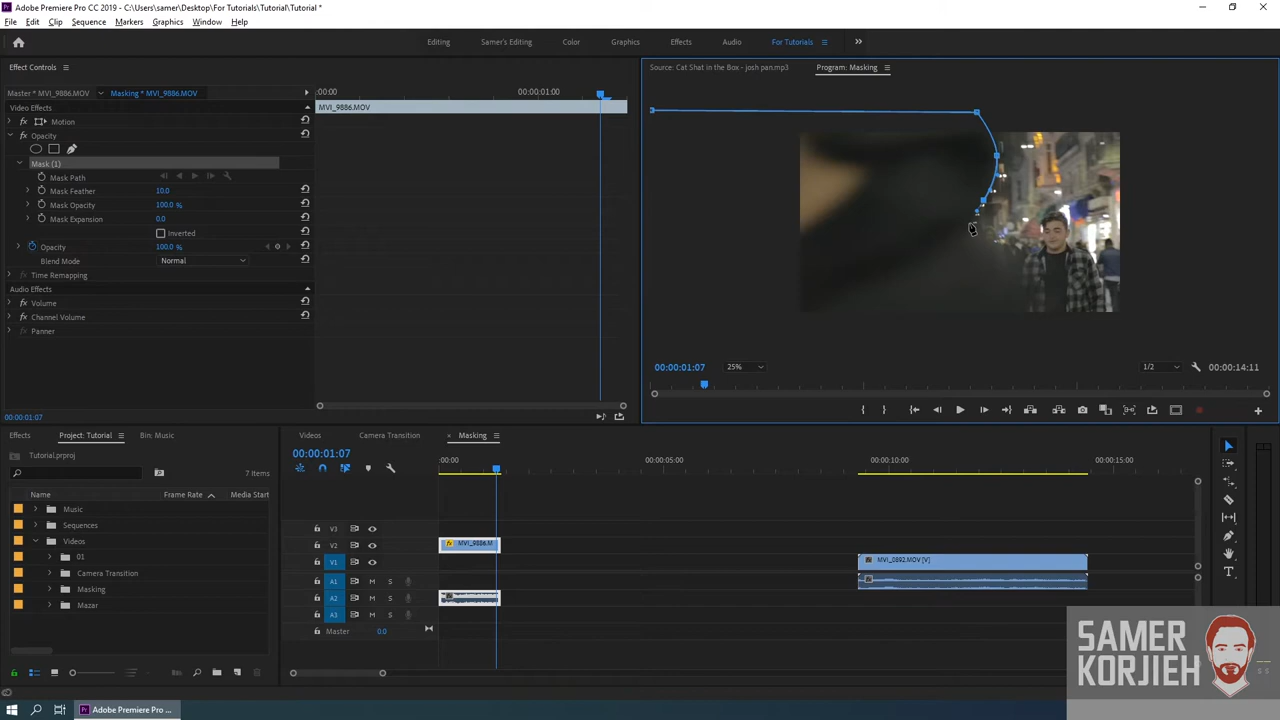 Adobe Premiere Pro CC 2019 - C:\Users\samer\Desktop\For Tutorials\Tutorial\Tutorial *
File Edit Clip Sequence Markers Graphics Window Help
Editing Samer's Editing Color Graphics Effects Audio For Tutorials
Effect Controls
Source: Cat Shat in the Box - josh pan.mp3 Program: Masking
Master * MVI_9886.MOV Masking * MVI_9886.MOV :00:00 00:00:01:00
Video Effects MVI_9886.MOV
fx Motion
fx Opacity
Mask (1)
Mask Path
Mask Feather 10.0
Mask Opacity 100.0 %
Mask Expansion 0.0
Inverted
Opacity 100.0 %
Blend Mode Normal
Time Remapping
Audio Effects
fx Volume
fx Channel Volume
fx Panner
00:00:01:07 25% 1/2 00:00:14:11
00:00:01:07
Effects Project: Tutorial Bin: Music
Videos Camera Transition Masking
Tutorial.prproj
00:00:01:07 :00:00 00:00:05:00 00:00:10:00 00:00:15:00
7 Items
Name Frame Rate Media Start
Music
Sequences
Videos
01
Camera Transition
Masking
Mazar
V3
V2 MVI_9886.M
V1 MVI_0892.MOV [V]
A1 M S
A2 M S
A3 M S
Master 0.0
SAMER
KORJIEH
Adobe Premiere Pro ...